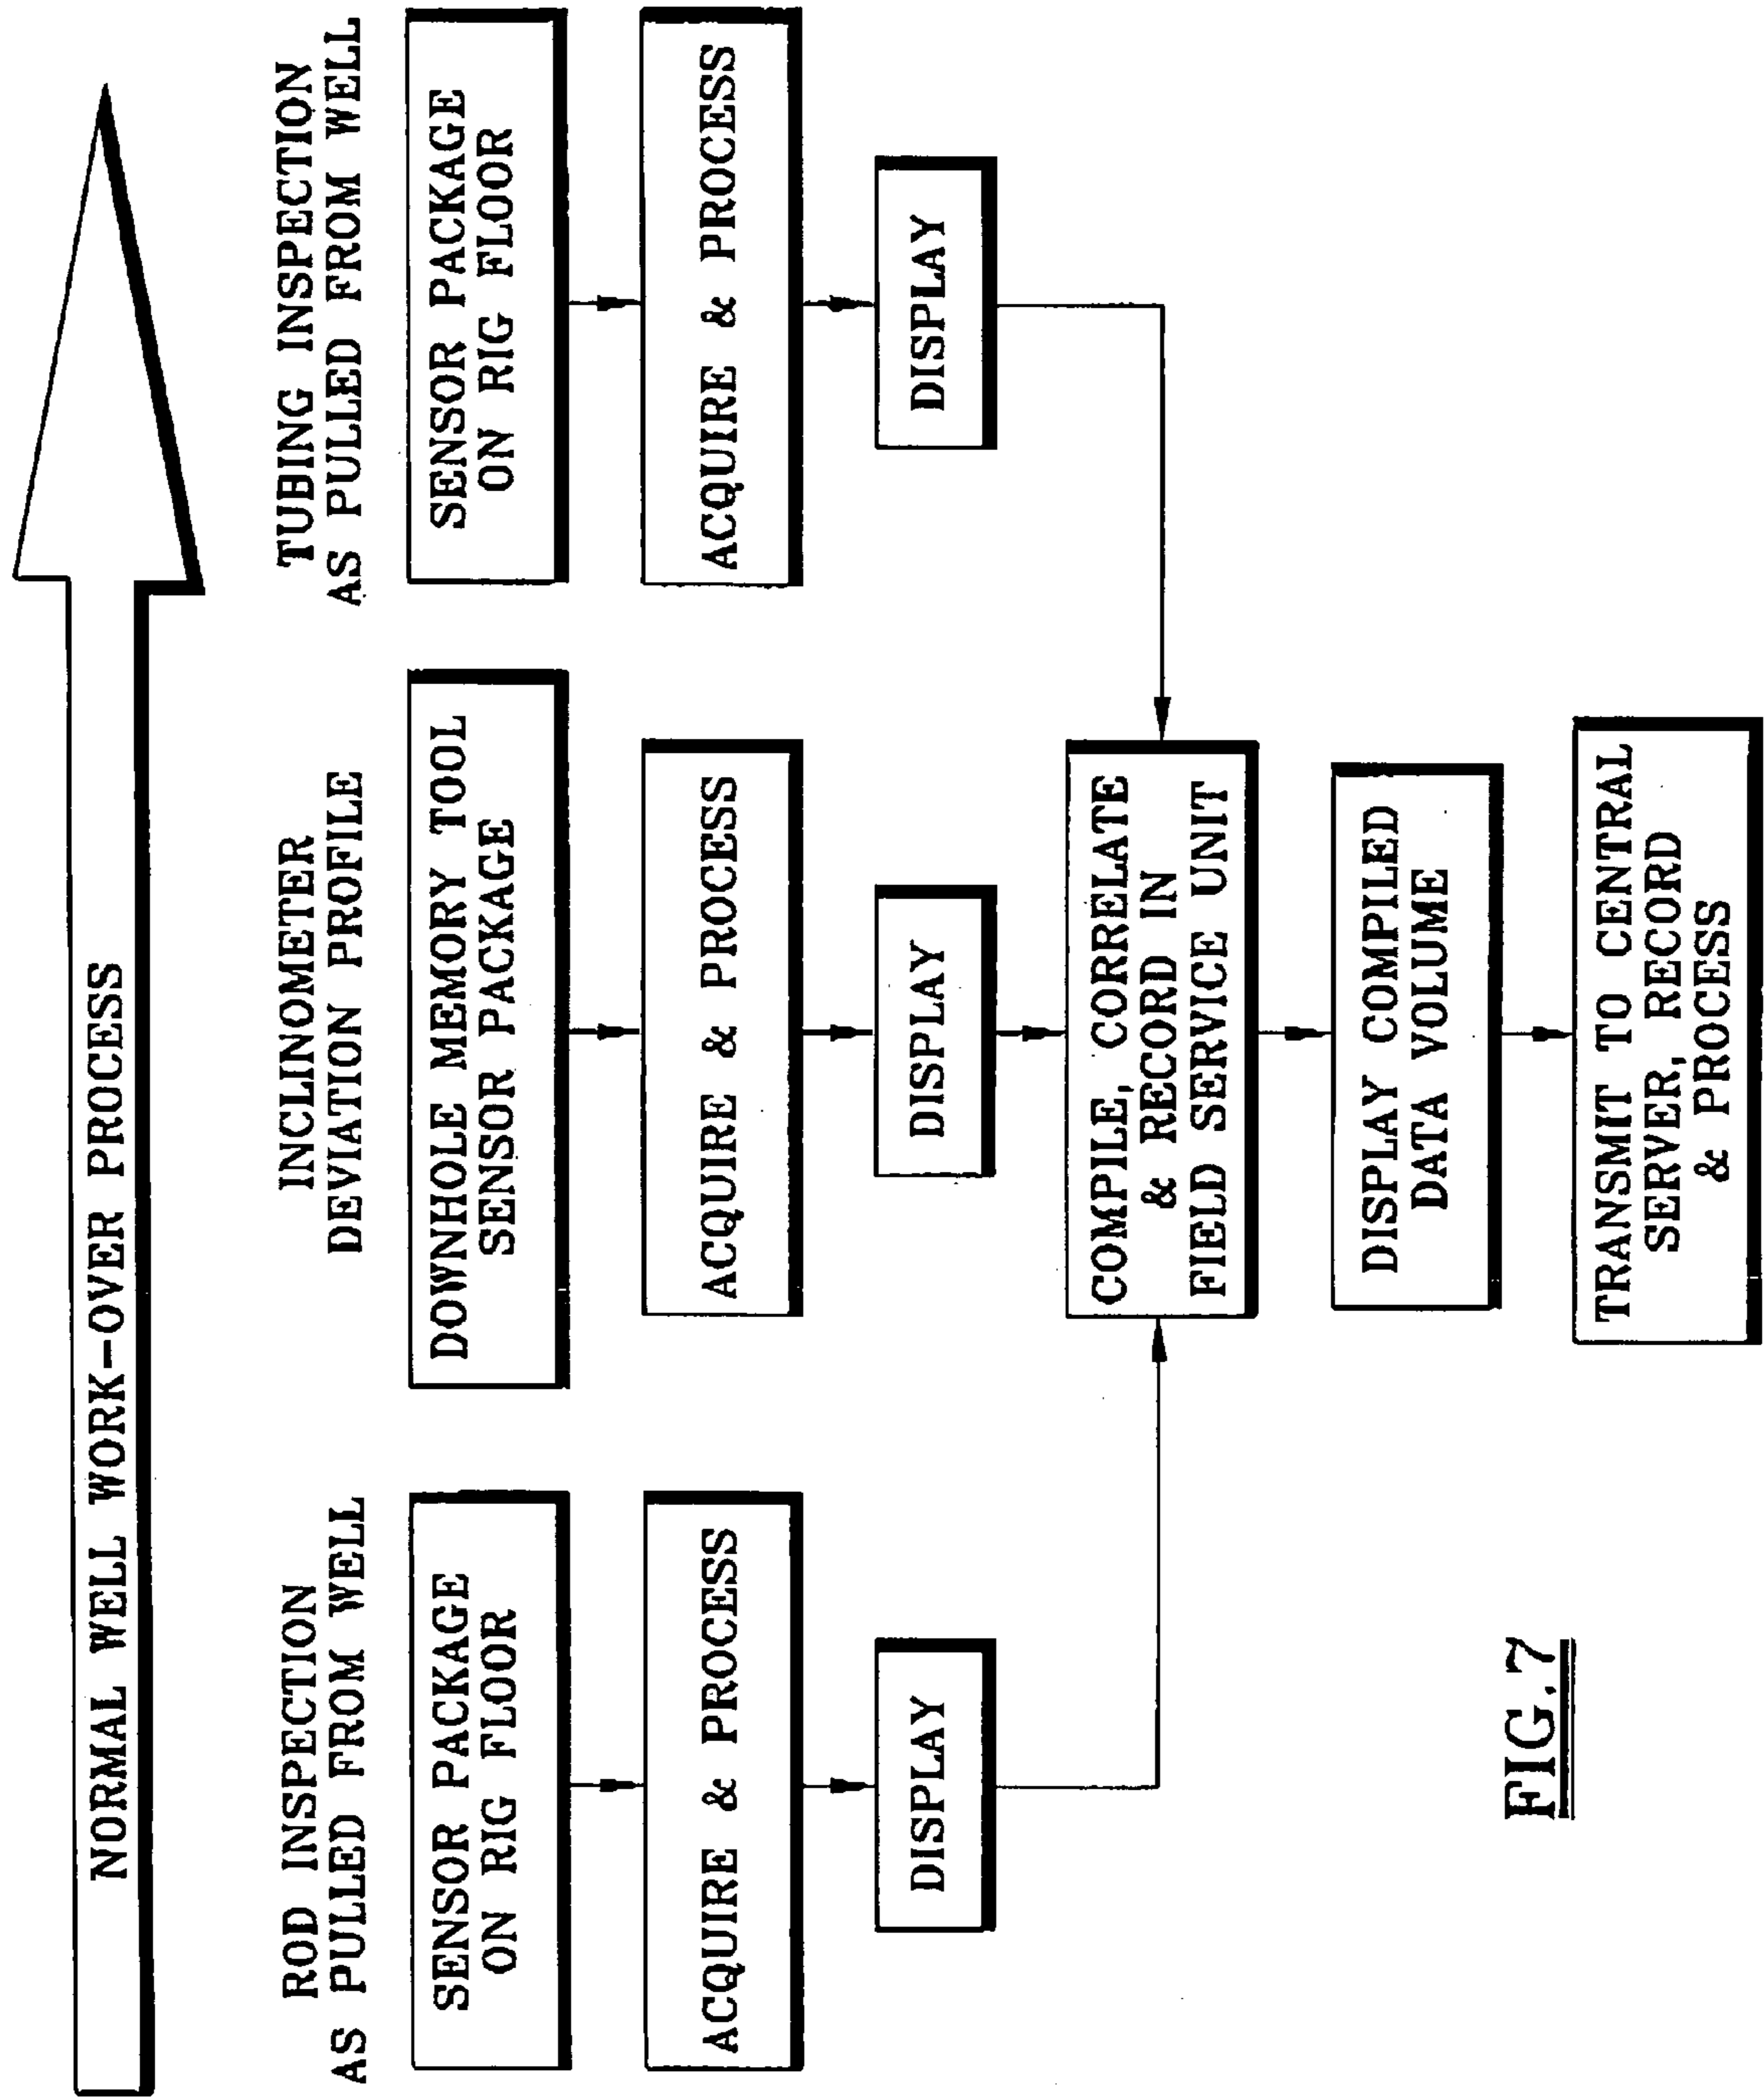 NORMAL WELL WORK-OVER PROCESS
ROD INSPECTION
AS PULLED FROM WELL
SENSOR PACKAGE
ON RIG FLOOR
ACQUIRE & PROCESS
DISPLAY
INCLINOMETER
DEVIATION PROFILE
DOWNHOLE MEMORY TOOL
SENSOR PACKAGE
ACQUIRE & PROCESS
DISPLAY
TUBING INSPECTION
AS PULLED FROM WELL
SENSOR PACKAGE
ON RIG FLOOR
ACQUIRE & PROCESS
DISPLAY
COMPILE, CORRELATE
& RECORD IN
FIELD SERVICE UNIT
DISPLAY COMPILED
DATA VOLUME
TRANSMIT TO CENTRAL
SERVER, RECORD
& PROCESS
FIG.7